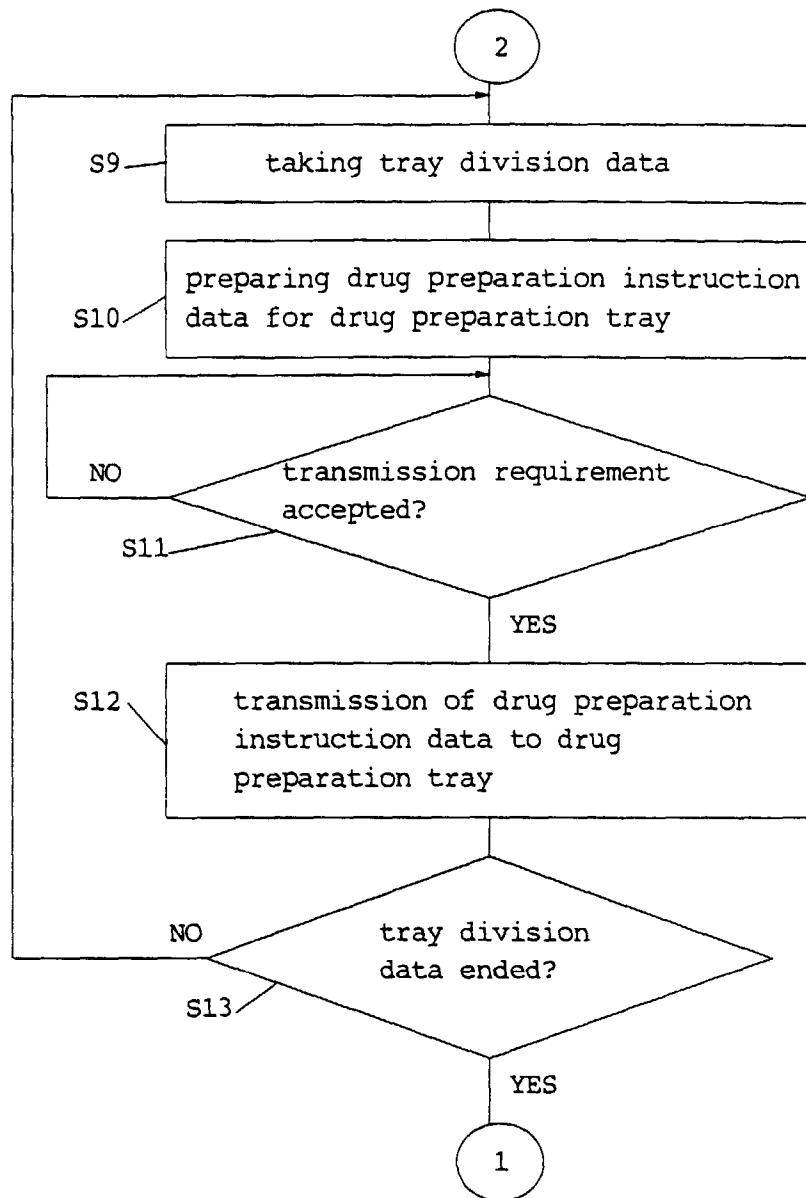 2
S9
taking tray division data
preparing drug preparation instruction
S10
data for drug preparation tray
NO
transmission requirement
accepted?
S11
YES
S12
transmission of drug preparation
instruction data to drug
preparation tray
NO
tray division
data ended?
S13
YES
1